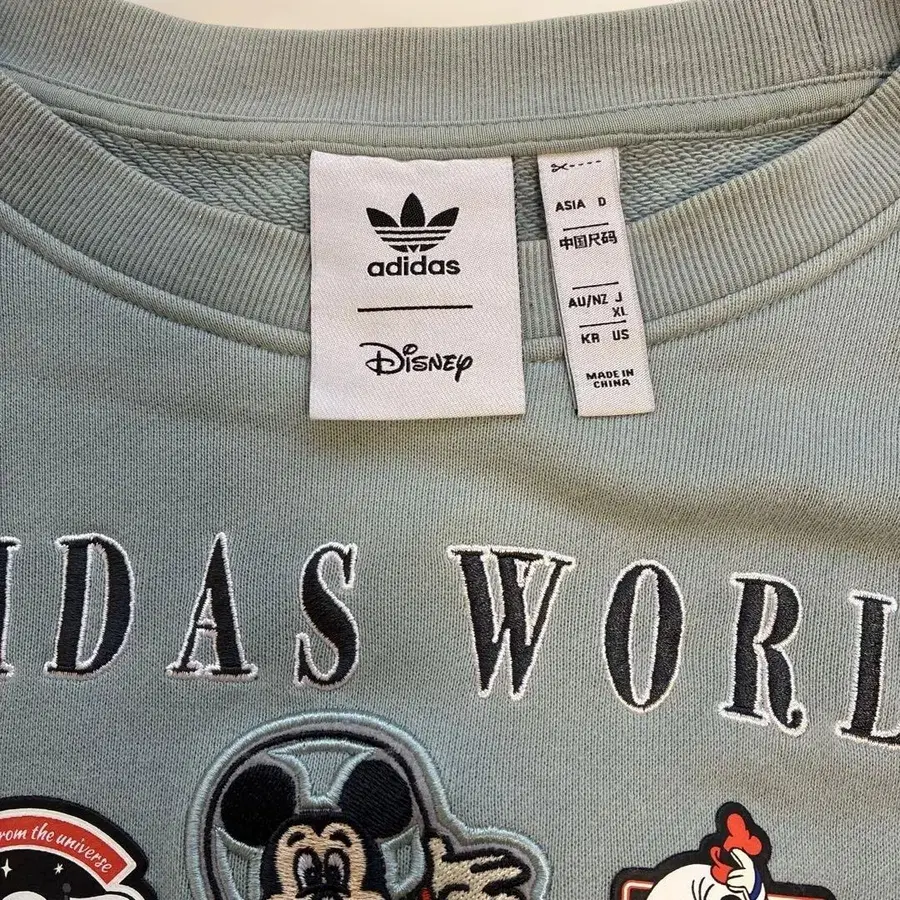 adidas
Disney
ASIA D
中国尺码
AU/NZ J
XL
KR US
MADE IN
CHINA
IDAS WORL
rom the universe